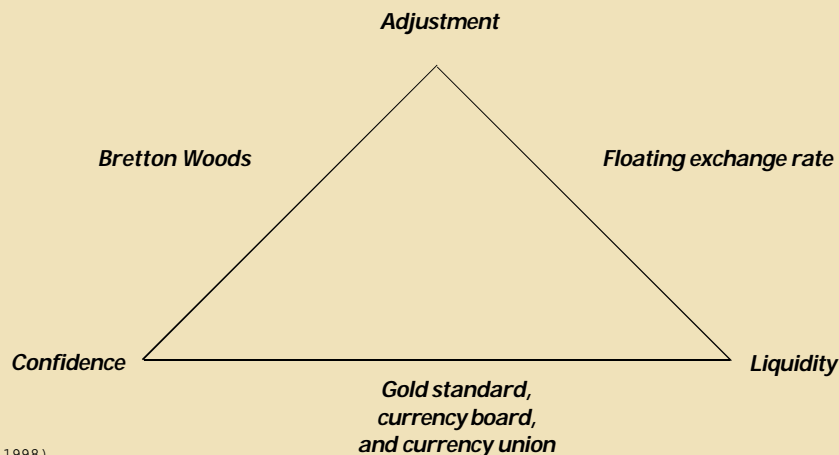 Adjustment
Bretton Woods
Floating exchange rate
Confidence
Liquidity
Gold standard,
currency board,
and currency union
1998)